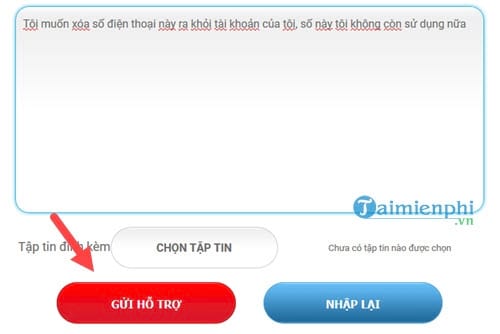 Tôi muốn xóa số điện thoại này ra khỏi tài khoản của tôi, số này tôi không còn sử dụng nữa
Taimienphi
.vn
Tập tin đính kèm
CHỌN TẬP TIN
Chưa có tập tin nào được chọn
GỬI HỖ TRỢ
NHẬP LẠI